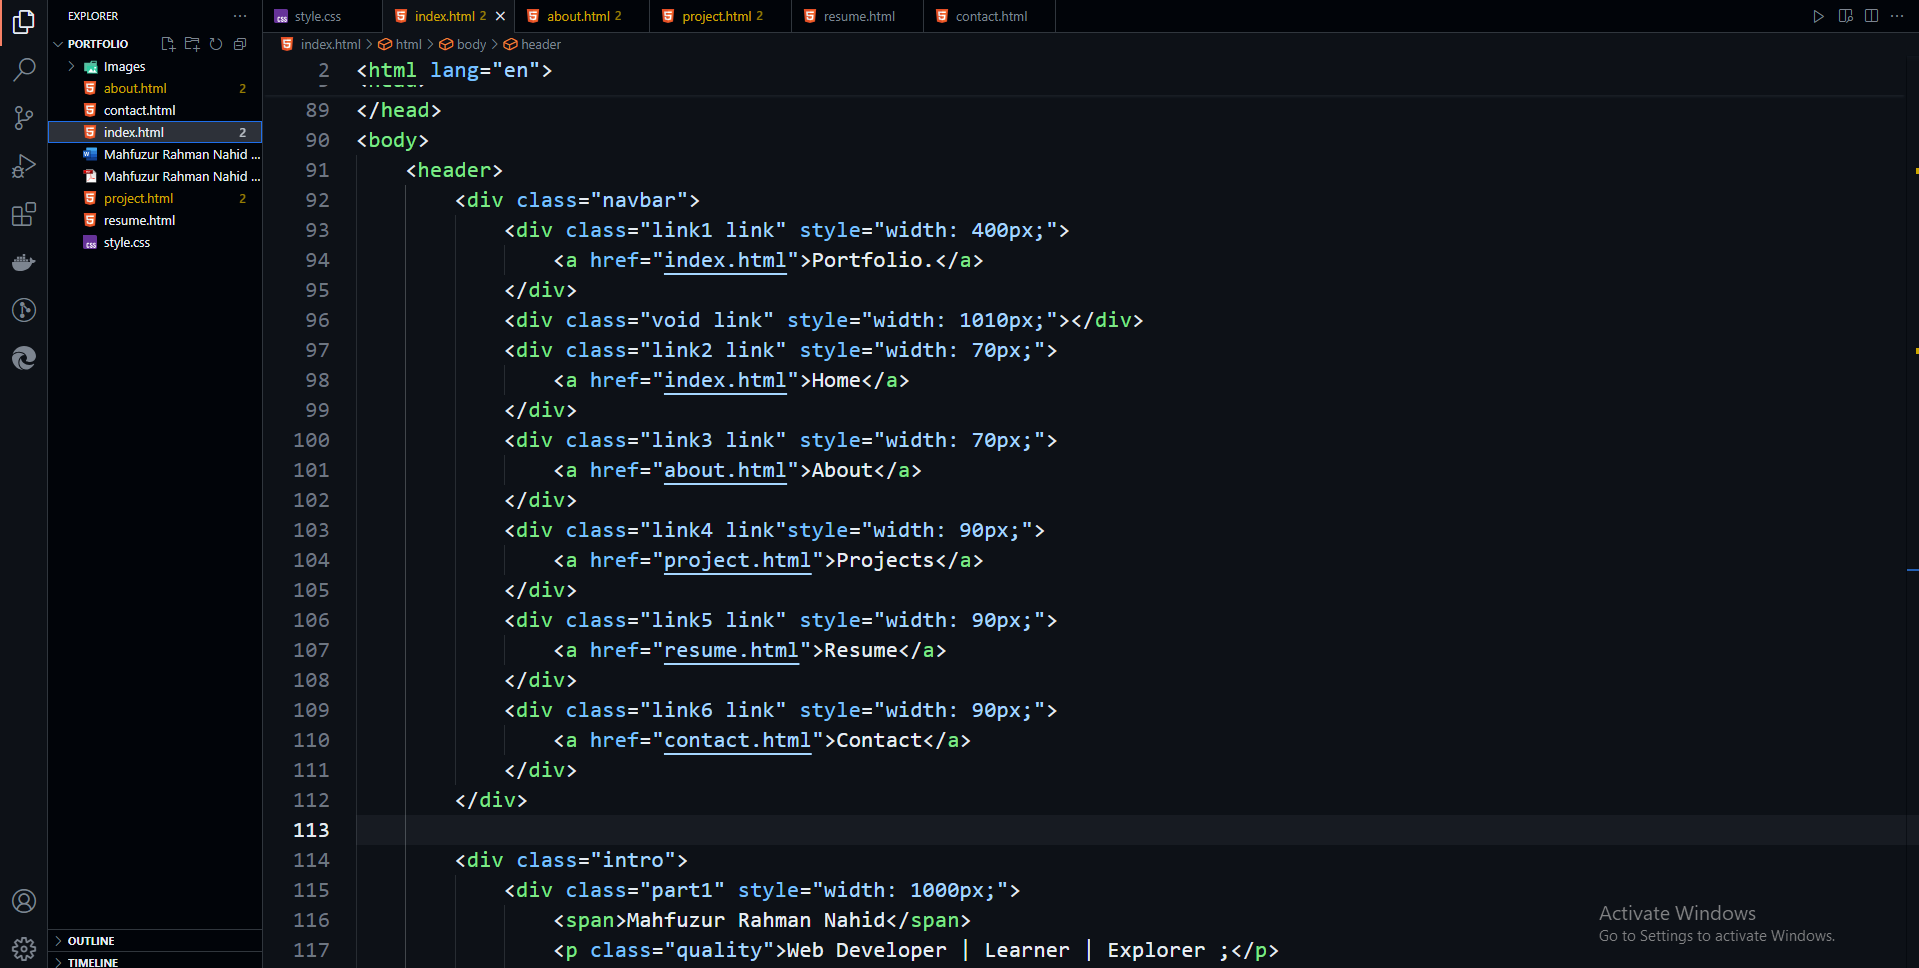 EXPLORER
PORTFOLIO
Images
about.html 2
contact.html
index.html 2
Mahfuzur Rahman Nahid ...
Mahfuzur Rahman Nahid ...
project.html 2
resume.html
style.css
OUTLINE
TIMELINE
style.css index.html 2 about.html 2 project.html 2 resume.html contact.html
index.html > html > body > header
2 <html lang="en">
89 </head>
90 <body>
91 <header>
92 <div class="navbar">
93 <div class="link1 link" style="width: 400px;">
94 <a href="index.html">Portfolio.</a>
95 </div>
96 <div class="void link" style="width: 1010px;"></div>
97 <div class="link2 link" style="width: 70px;">
98 <a href="index.html">Home</a>
99 </div>
100 <div class="link3 link" style="width: 70px;">
101 <a href="about.html">About</a>
102 </div>
103 <div class="link4 link"style="width: 90px;">
104 <a href="project.html">Projects</a>
105 </div>
106 <div class="link5 link" style="width: 90px;">
107 <a href="resume.html">Resume</a>
108 </div>
109 <div class="link6 link" style="width: 90px;">
110 <a href="contact.html">Contact</a>
111 </div>
112 </div>
113
114 <div class="intro">
115 <div class="part1" style="width: 1000px;">
116 <span>Mahfuzur Rahman Nahid</span>
117 <p class="quality">Web Developer | Learner | Explorer ;</p>
Activate Windows
Go to Settings to activate Windows.